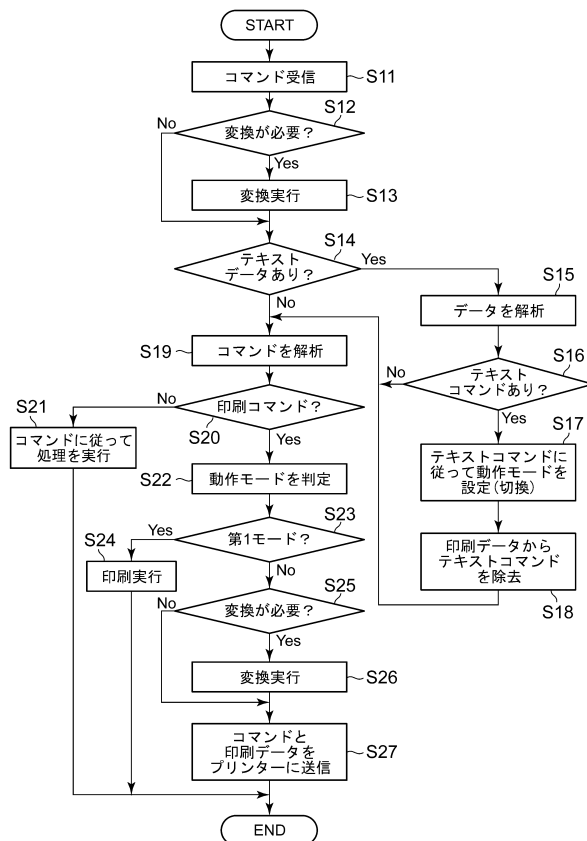 START
コマンド受信
S11
S12
変換が必要？
No
Yes
変換実行
S13
S14
テキスト
データあり？
Yes
No
S15
データを解析
S16
テキスト
コマンドあり？
No
Yes
S17
テキストコマンドに
従って動作モードを
設定(切換)
印刷データから
テキストコマンド
を除去
S18
S19
コマンドを解析
印刷コマンド？
S20
No
Yes
S21
コマンドに従って
処理を実行
S22
動作モードを判定
S23
第1モード？
Yes
No
S24
印刷実行
S25
変換が必要？
No
Yes
変換実行
S26
コマンドと
印刷データを
プリンターに送信
S27
END